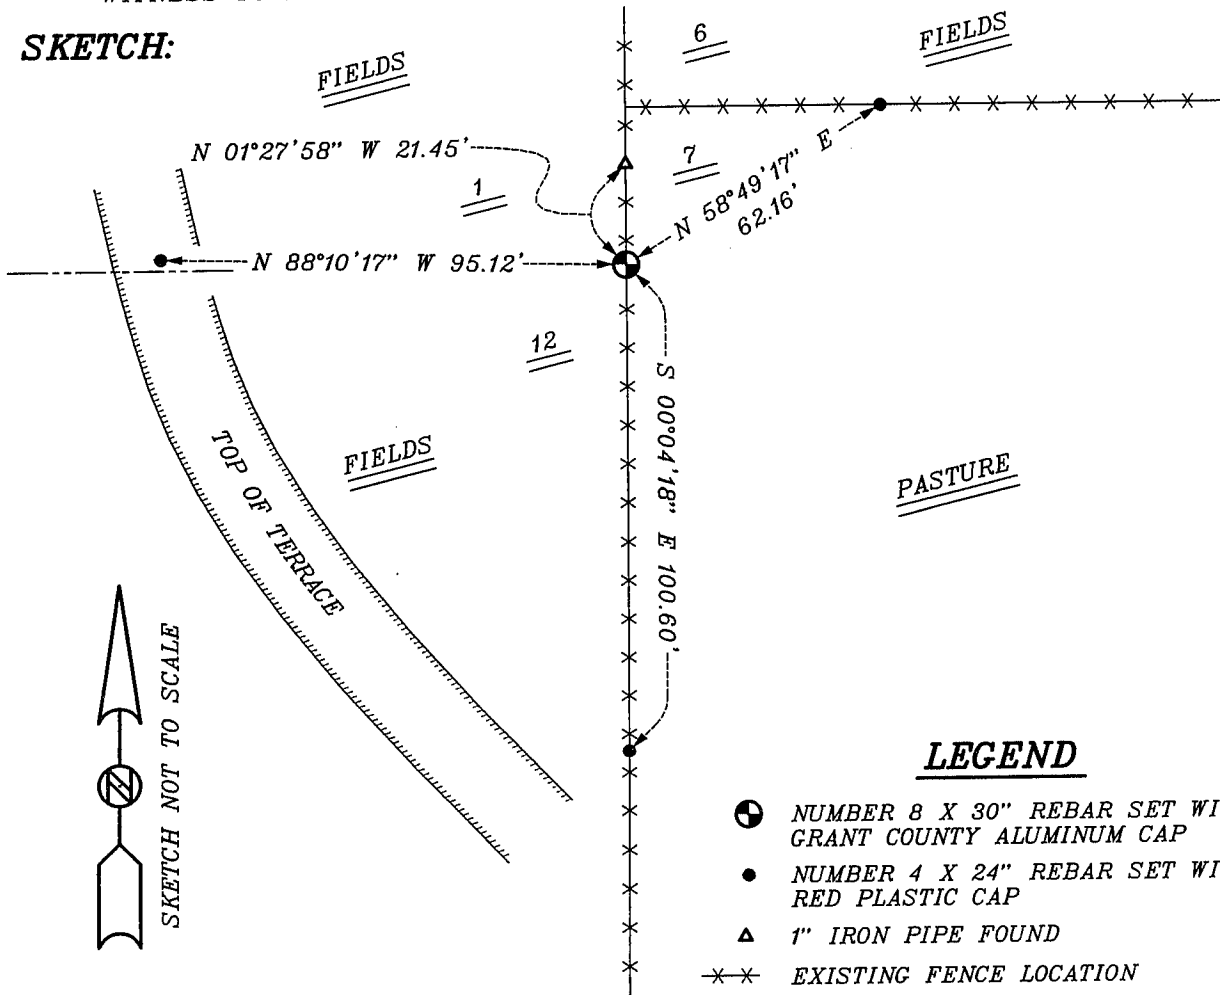 SKETCH:
FIELDS
6
FIELDS
N 01°27'58" W 21.45'
1
7
N 58°49'17" E
62.16'
N 88°10'17" W 95.12'
12
S 00°04'18" E 100.60'
TOP OF TERRACE
FIELDS
PASTURE
N
SKETCH NOT TO SCALE
LEGEND
NUMBER 8 X 30" REBAR SET WI
GRANT COUNTY ALUMINUM CAP
NUMBER 4 X 24" REBAR SET WI
RED PLASTIC CAP
1" IRON PIPE FOUND
EXISTING FENCE LOCATION